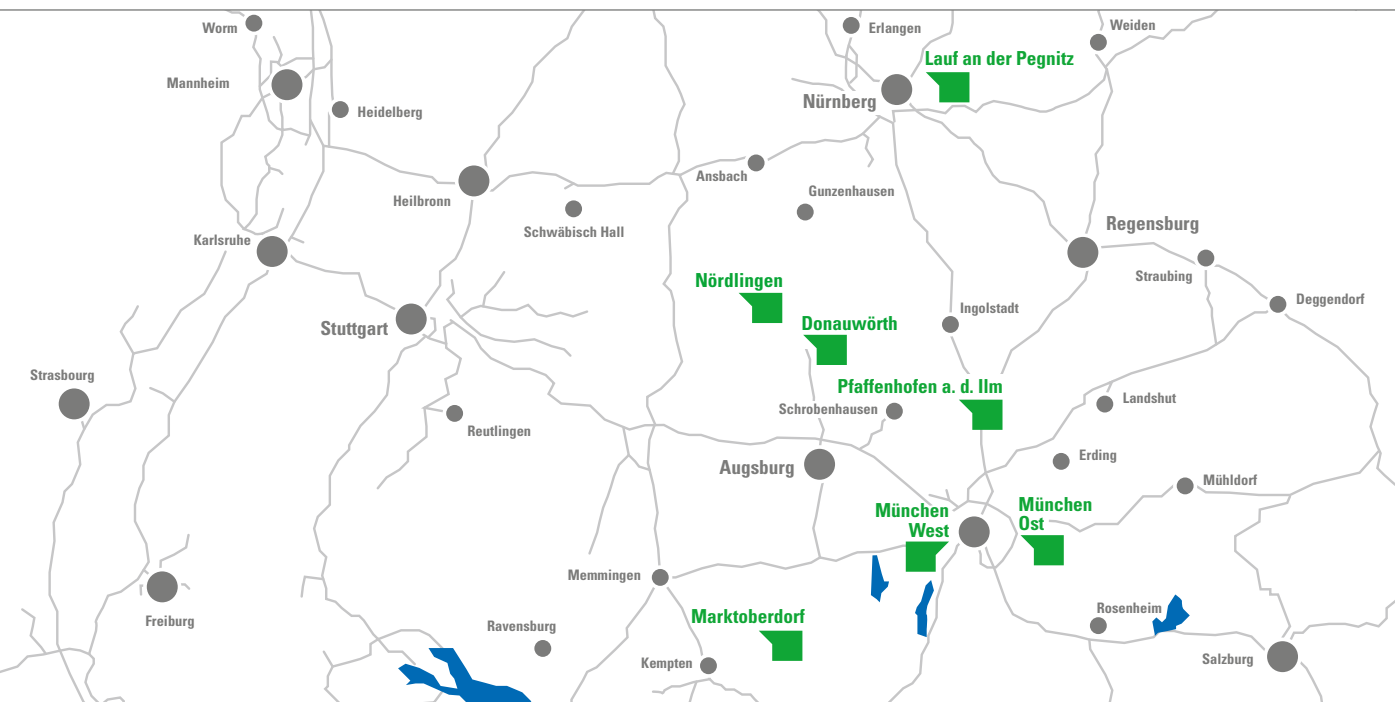 Worm
Erlangen
Weiden
Lauf an der Pegnitz
Mannheim
Nürnberg
Heidelberg
Ansbach
Gunzenhausen
Heilbronn
Schwäbisch Hall
Regensburg
Karlsruhe
Straubing
Nördlingen
Deggendorf
Ingolstadt
Donauwörth
Stuttgart
Strasbourg
Pfaffenhofen a. d. Ilm
Landshut
Schrobenhausen
Reutlingen
Erding
Augsburg
Mühldorf
München
West
München
Ost
Memmingen
Rosenheim
Marktoberdorf
Freiburg
Ravensburg
Kempten
Salzburg